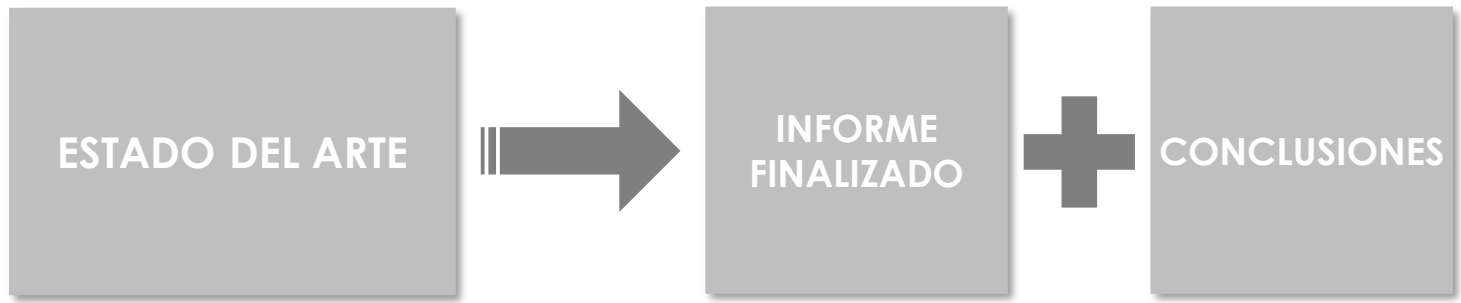 ESTADO DEL ARTE
INFORME
FINALIZADO
CONCLUSIONES